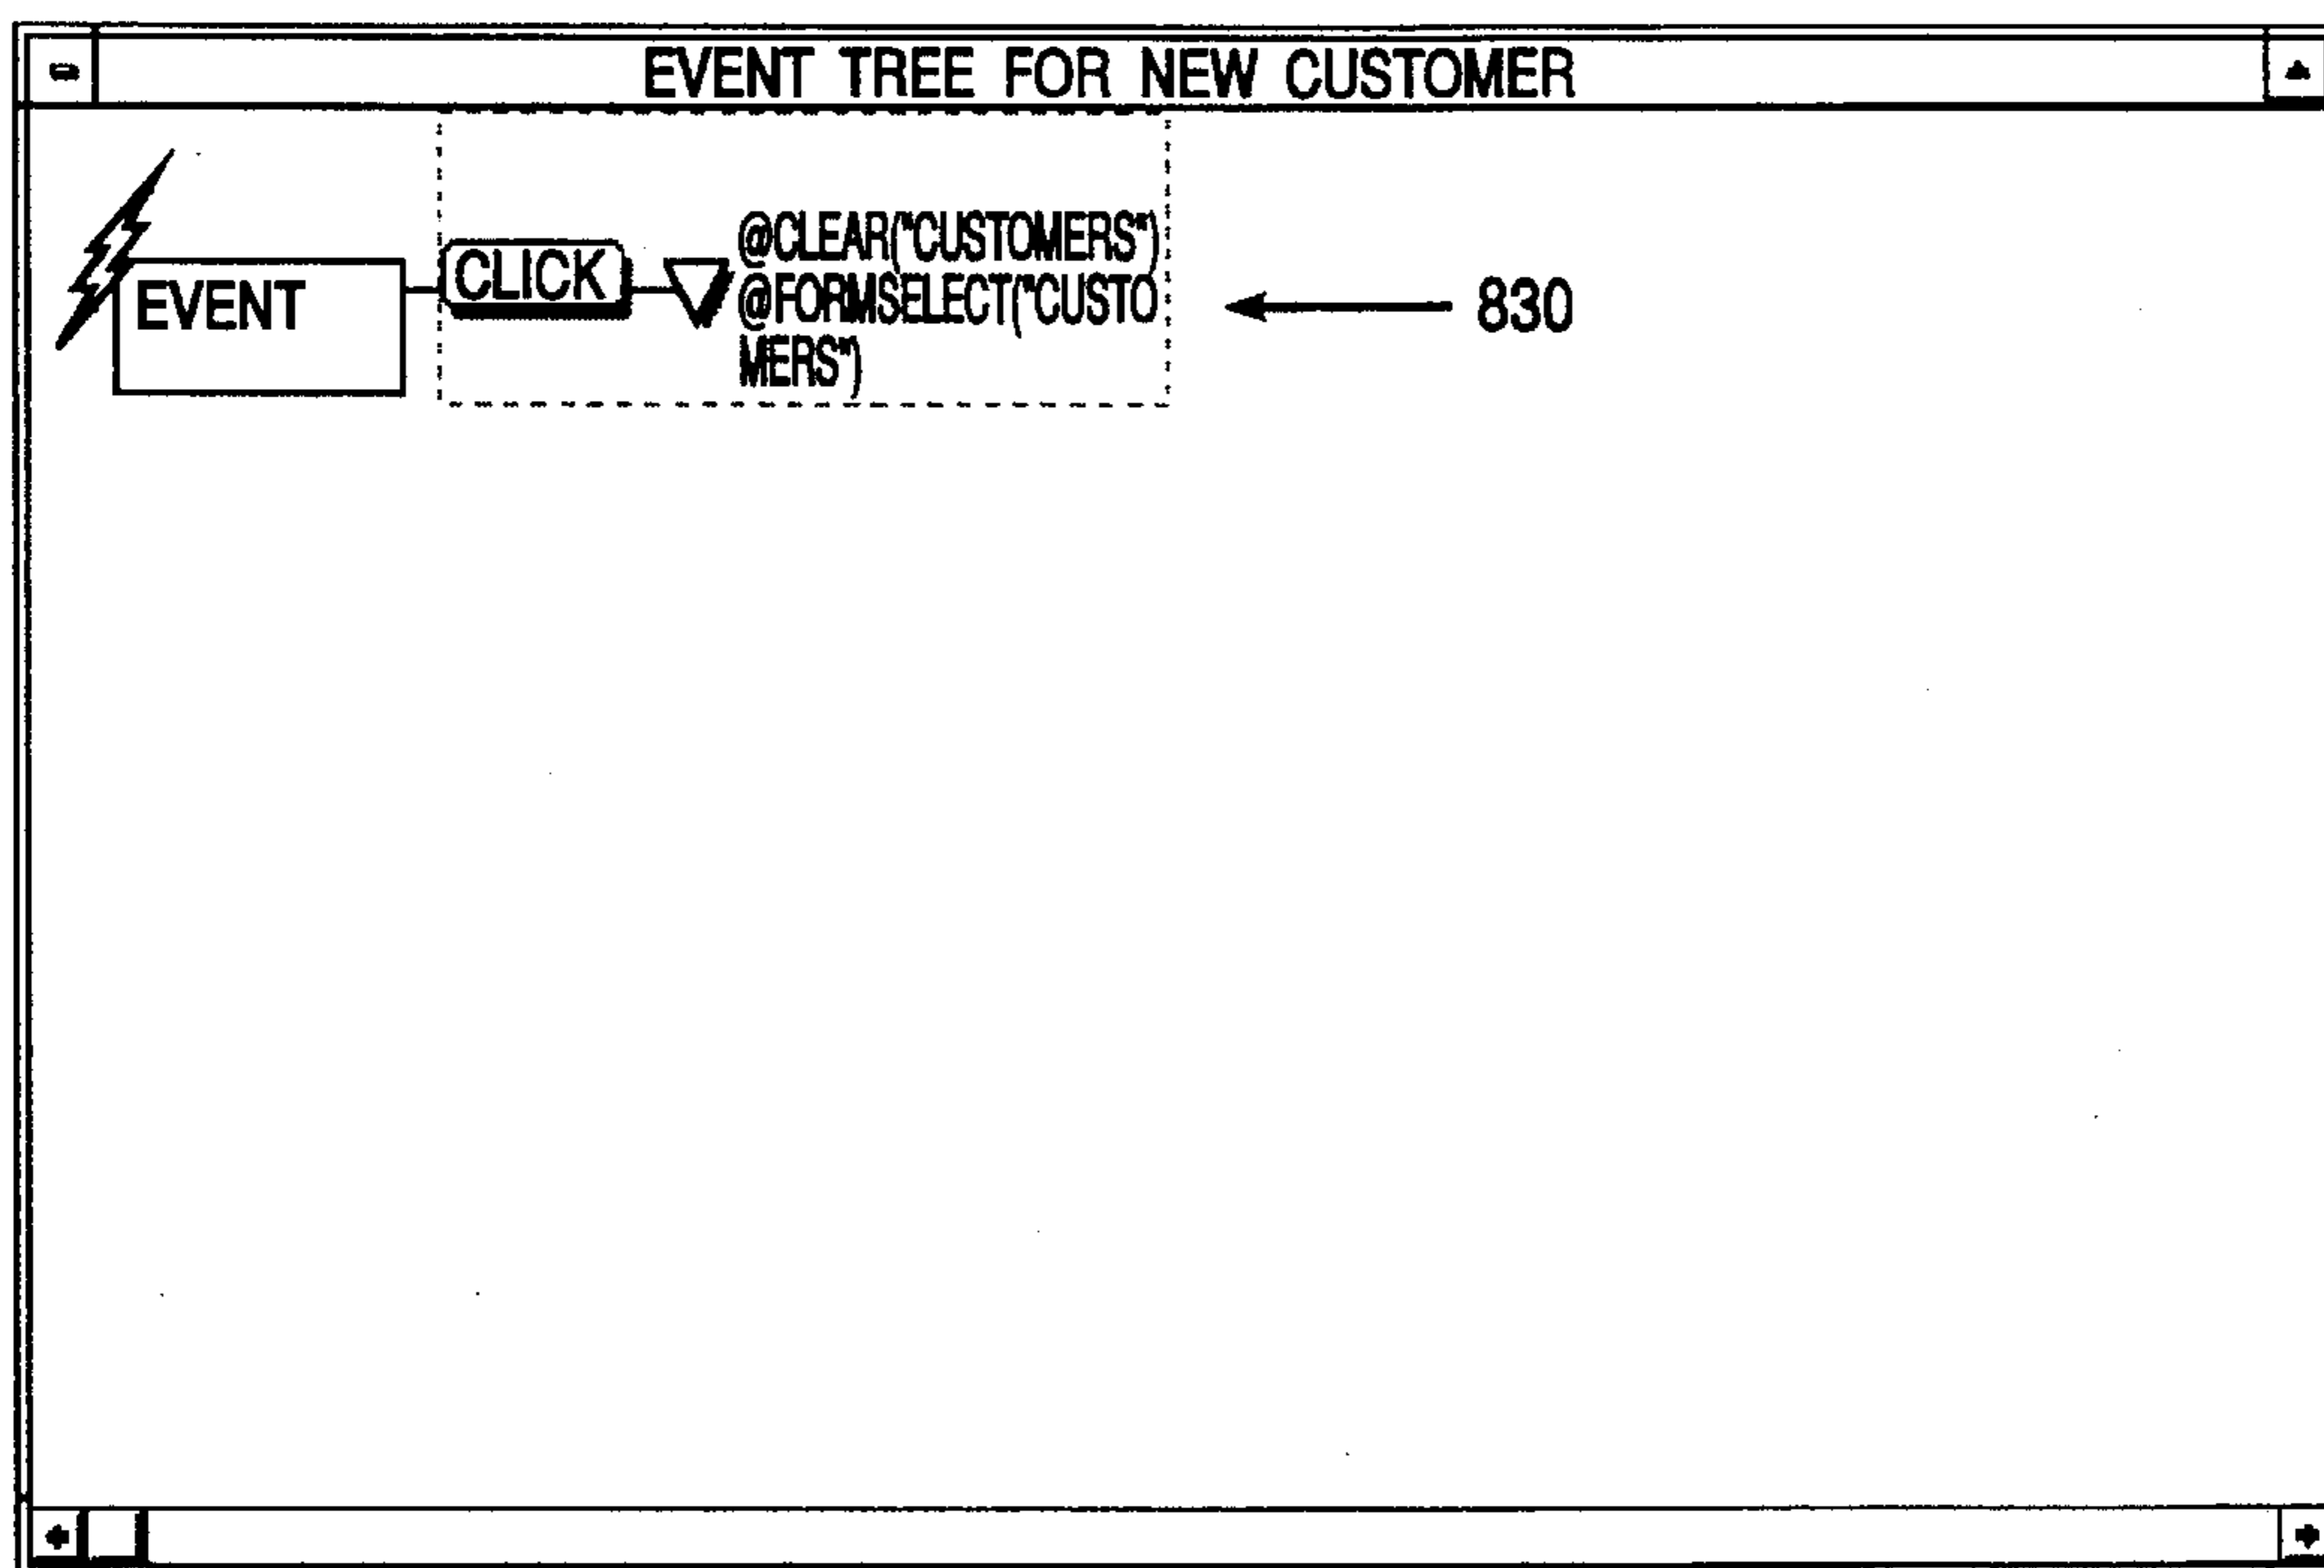 EVENT TREE FOR NEW CUSTOMER
EVENT
CLICK
@CLEAR("CUSTOMERS")
@FORMSELECT("CUSTO
MERS")
830